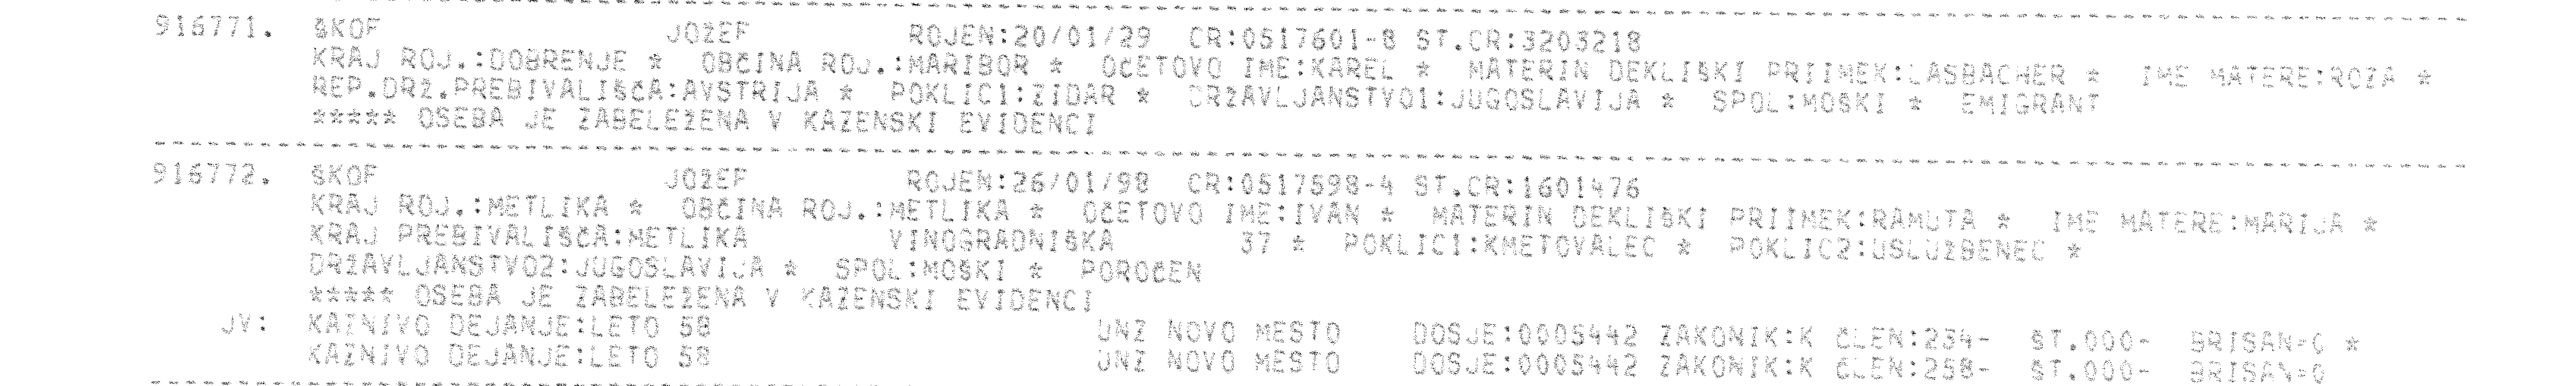 916771. ŠKOF JOŽEF ROJEN:20/01/29 CR:0517601-8 ST.CR:3203218
KRAJ ROJ.:DOBRENJE * OBČINA ROJ.:MARIBOR * OČETOVO IME:KAREL * MATERIN DEKLIŠKI PRIIMEK:LASBACHER * IME MATERE:ROZA *
REP.DRŽ.PREBIVALIŠČA:AVSTRIJA * POKLIC1:ZIDAR * DRŽAVLJANSTVO1:JUGOSLAVIJA * SPOL:MOŠKI * EMIGRANT
***** OSEBA JE ZABELEŽENA V KAZENSKI EVIDENCI
916772. ŠKOF JOŽEF ROJEN:26/01/98 CR:0517598-4 ST.CR:1601476
KRAJ ROJ.:METLIKA * OBČINA ROJ.:METLIKA * OČETOVO IME:IVAN * MATERIN DEKLIŠKI PRIIMEK:RAMUTA * IME MATERE:MARIJA *
KRAJ PREBIVALIŠČA:METLIKA VINOGRADNIŠKA 37 * POKLIC1:KMETOVALEC * POKLIC2:USLUŽBENEC *
DRŽAVLJANSTVO2:JUGOSLAVIJA * SPOL:MOŠKI * POROČEN
***** OSEBA JE ZABELEŽENA V KAZENSKI EVIDENCI
JV: KAZNIVO DEJANJE:LETO 58 UNZ NOVO MESTO DOSJE:0005442 ZAKONIK:K ČLEN:234- ST.000- BRISAN=0 *
KAZNIVO DEJANJE:LETO 58 UNZ NOVO MESTO DOSJE:0005442 ZAKONIK:K ČLEN:258- ST.000- BRISAN=0